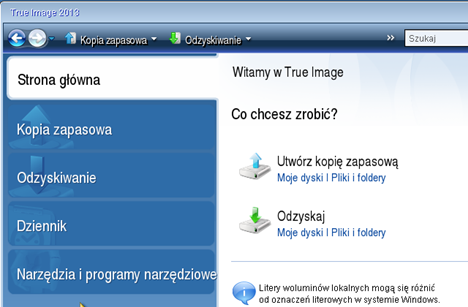 True Image 2013
Kopia zapasowa Odzyskiwanie » Szukaj
Strona główna
Kopia zapasowa
Odzyskiwanie
Dziennik
Narzędzia i programy narzędziowe
Witamy w True Image
Co chcesz zrobić?
Utwórz kopię zapasową
Moje dyski | Pliki i foldery
Odzyskaj
Moje dyski | Pliki i foldery
Litery woluminów lokalnych mogą się różnić
od oznaczeń literowych w systemie Windows.